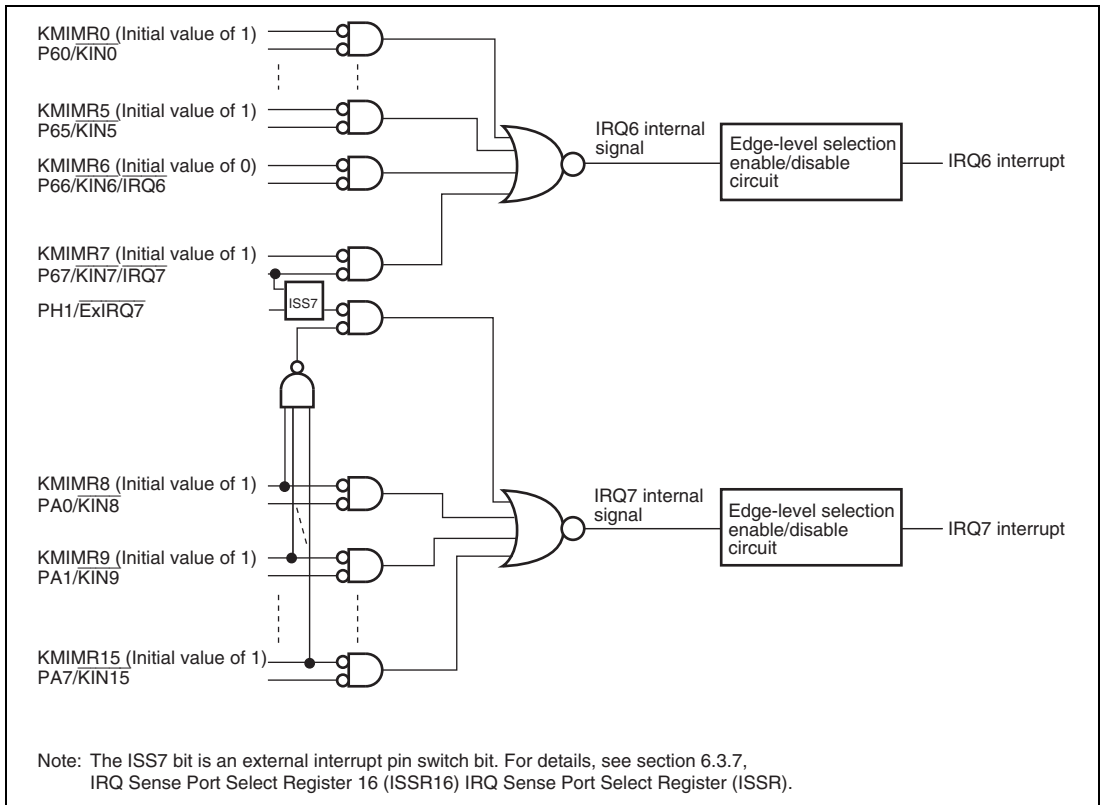 KMIMR0 (Initial value of 1)
P60/KIN0
KMIMR5 (Initial value of 1)
P65/KIN5
KMIMR6 (Initial value of 0)
P66/KIN6/IRQ6
IRQ6 internal
signal
Edge-level selection
enable/disable
circuit
IRQ6 interrupt
KMIMR7 (Initial value of 1)
P67/KIN7/IRQ7
PH1/ExIRQ7
ISS7
KMIMR8 (Initial value of 1)
PA0/KIN8
KMIMR9 (Initial value of 1)
PA1/KIN9
IRQ7 internal
signal
Edge-level selection
enable/disable
circuit
IRQ7 interrupt
KMIMR15 (Initial value of 1)
PA7/KIN15
Note: The ISS7 bit is an external interrupt pin switch bit. For details, see section 6.3.7,
IRQ Sense Port Select Register 16 (ISSR16) IRQ Sense Port Select Register (ISSR).